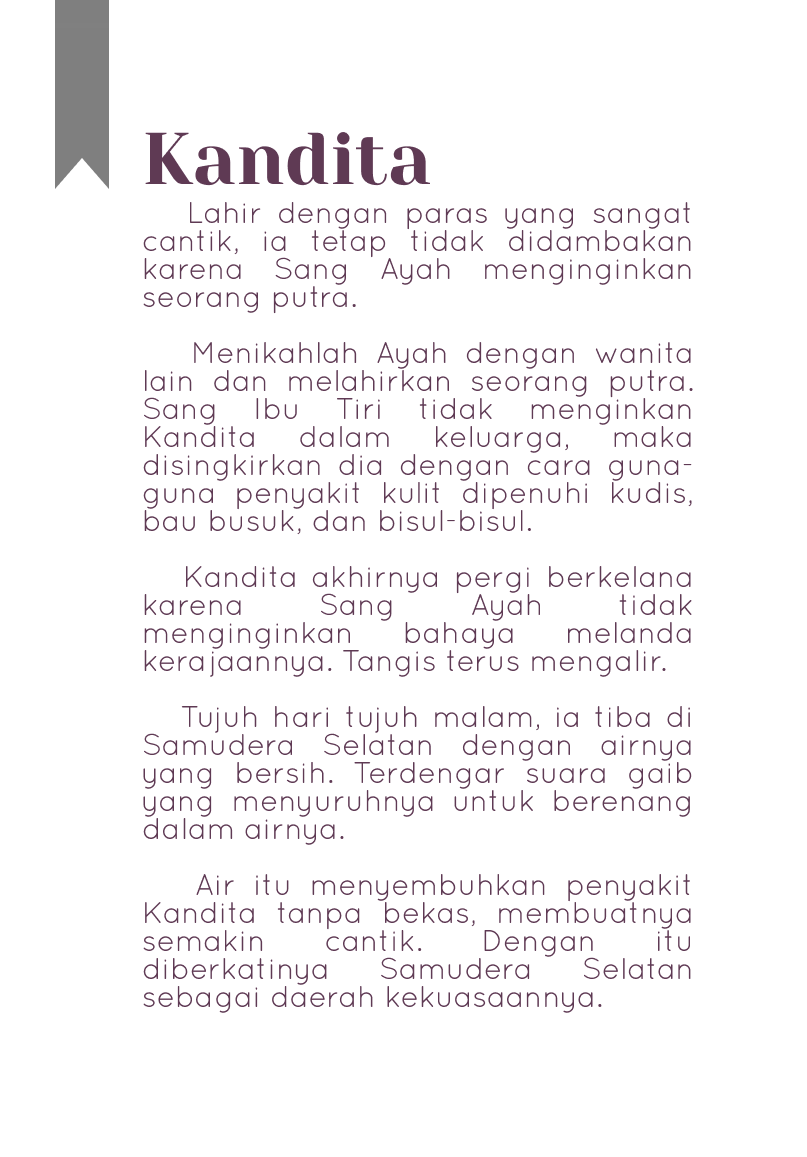 Kandita
Lahir dengan paras yang sangat
cantik, ia tetap tidak didambakan
karena Sang Ayah menginginkan
seorang putra.
Menikahlah Ayah dengan wanita
lain dan melahirkan seorang putra.
Sang Ibu Tiri tidak menginkan
Kandita dalam keluarga, maka
disingkirkan dia dengan cara guna-
guna penyakit kulit dipenuhi kudis,
bau busuk, dan bisul-bisul.
Kandita akhirnya pergi berkelana
karena Sang Ayah tidak
menginginkan bahaya melanda
kerajaannya. Tangis terus mengalir.
Tujuh hari tujuh malam, ia tiba di
Samudera Selatan dengan airnya
yang bersih. Terdengar suara gaib
yang menyuruhnya untuk berenang
dalam airnya.
Air itu menyembuhkan penyakit
Kandita tanpa bekas, membuatnya
semakin cantik. Dengan itu
diberkatinya Samudera Selatan
sebagai daerah kekuasaannya.